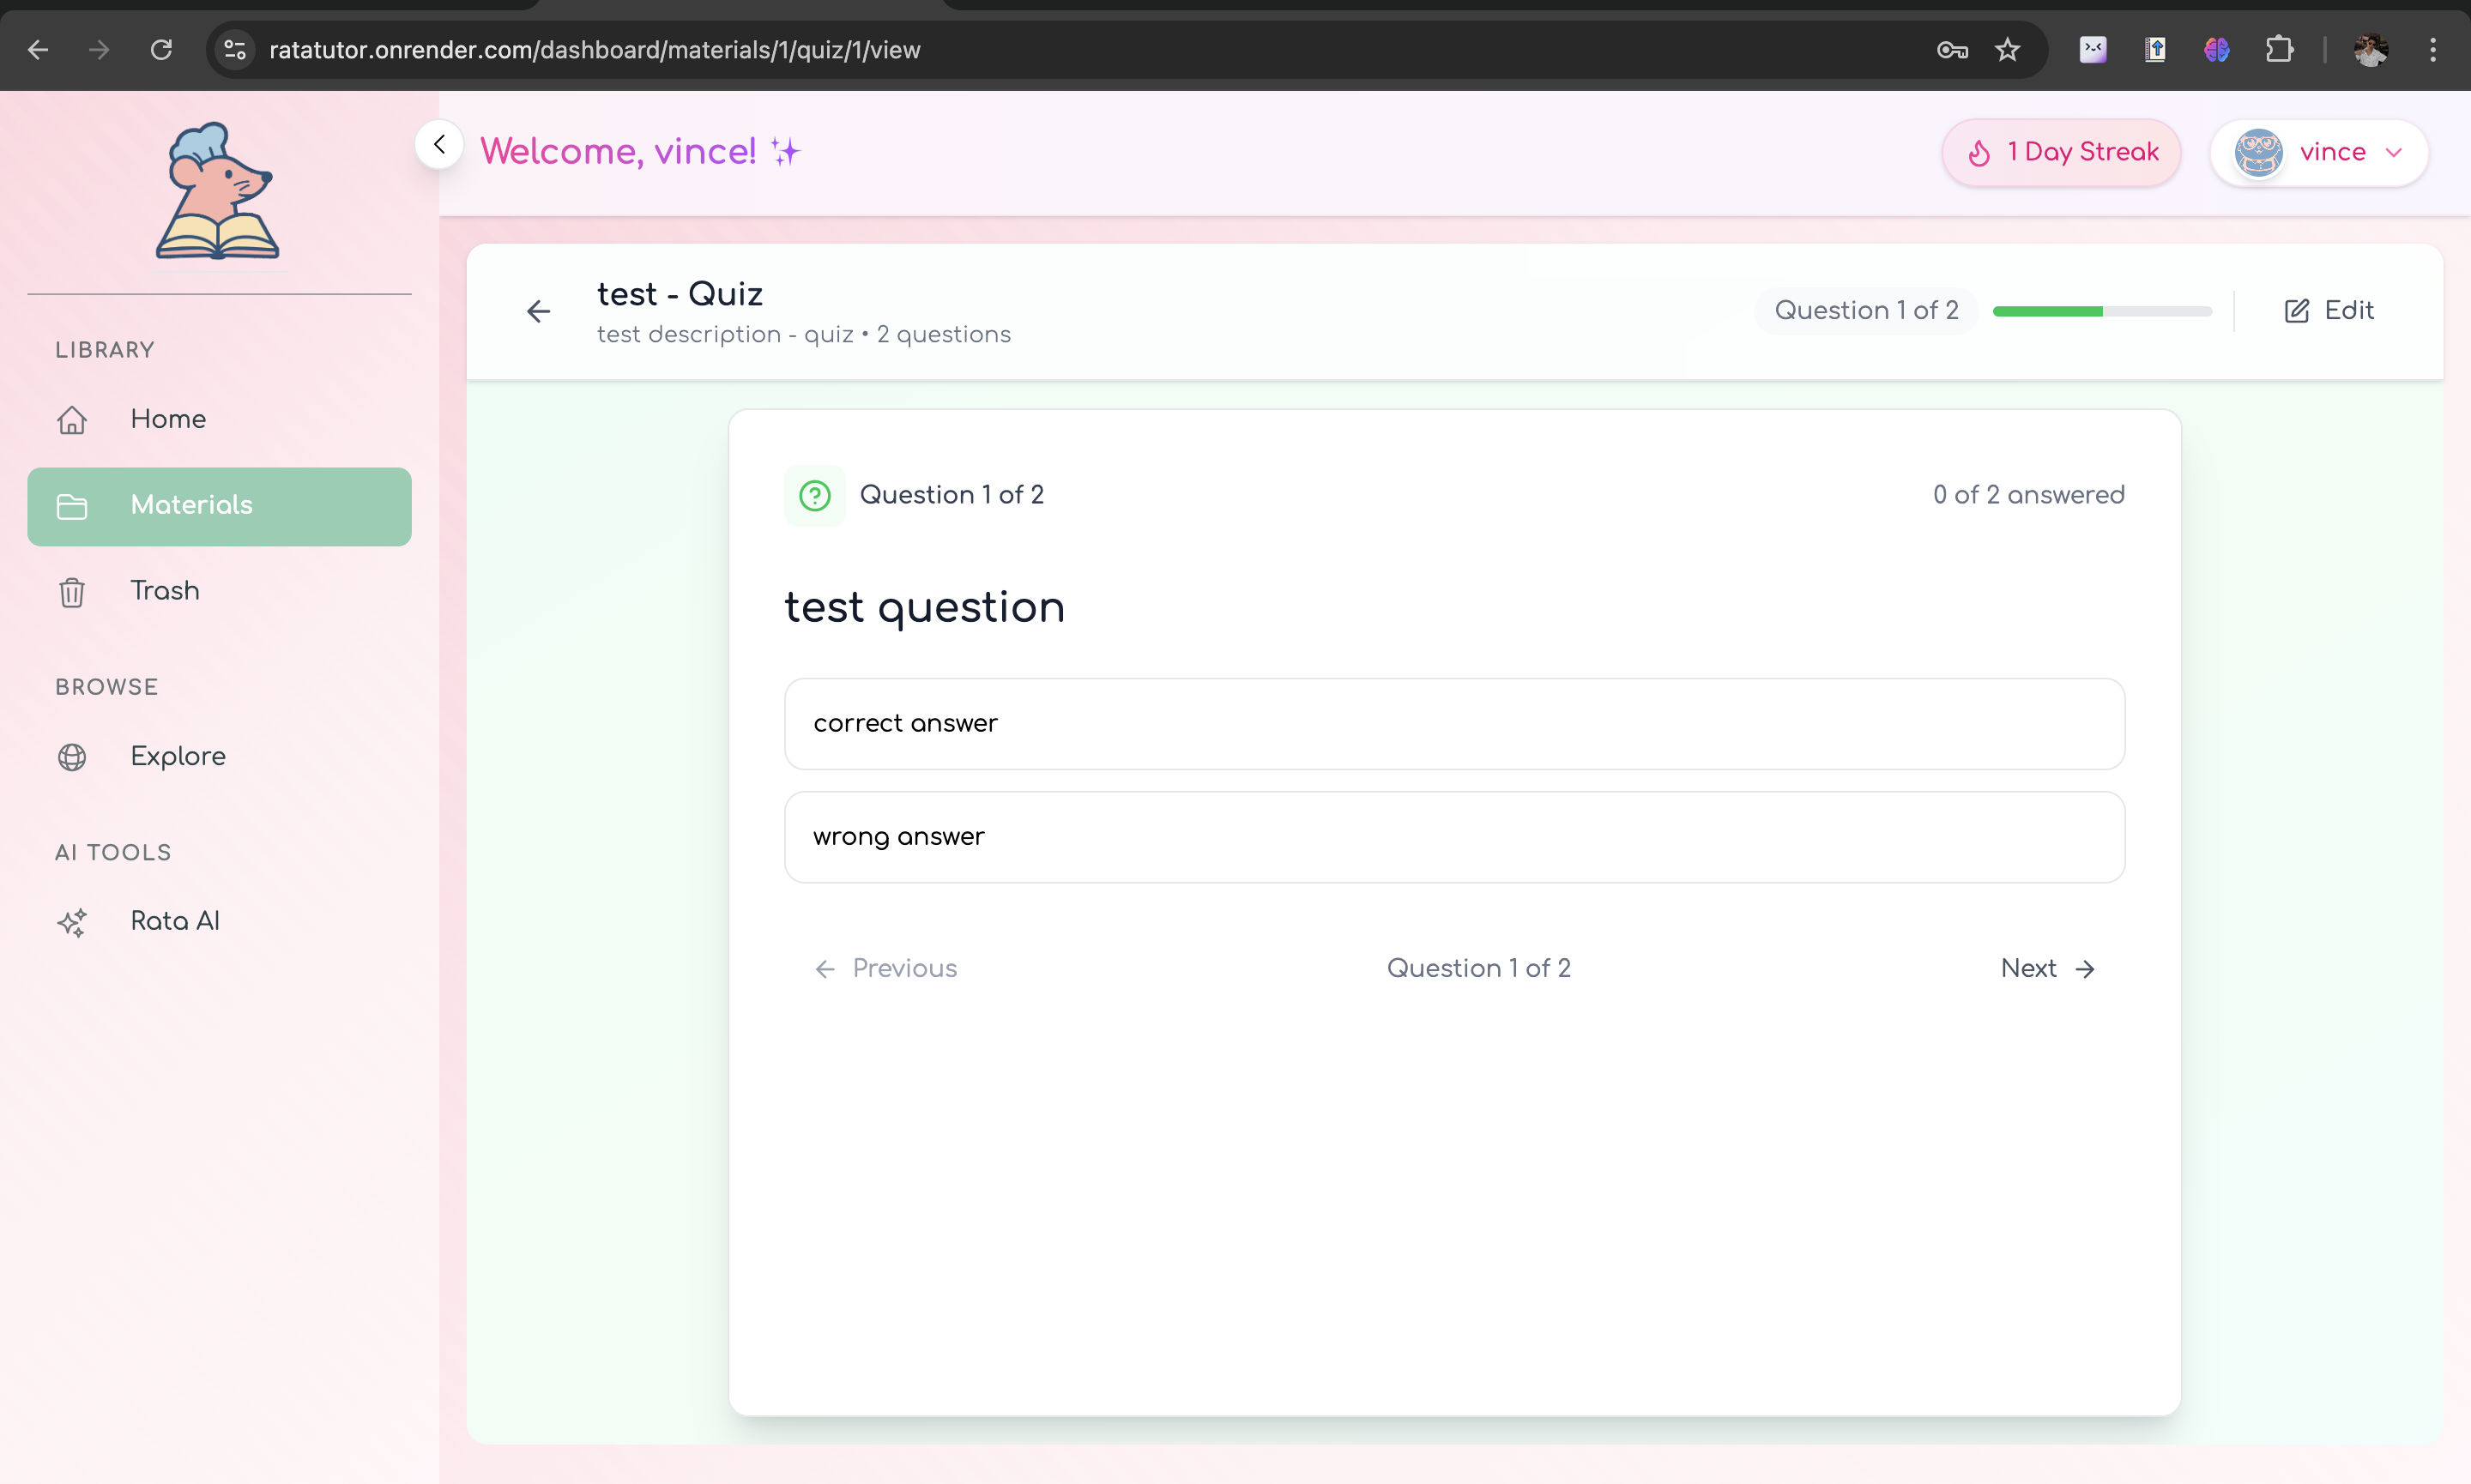 ratatutor.onrender.com/dashboard/materials/1/quiz/1/view
Welcome, vince!
1 Day Streak
vince
LIBRARY
Home
Materials
Trash
BROWSE
Explore
AI TOOLS
Rata AI
test - Quiz
test description - quiz • 2 questions
Question 1 of 2
Edit
Question 1 of 2
0 of 2 answered
test question
correct answer
wrong answer
Previous
Question 1 of 2
Next